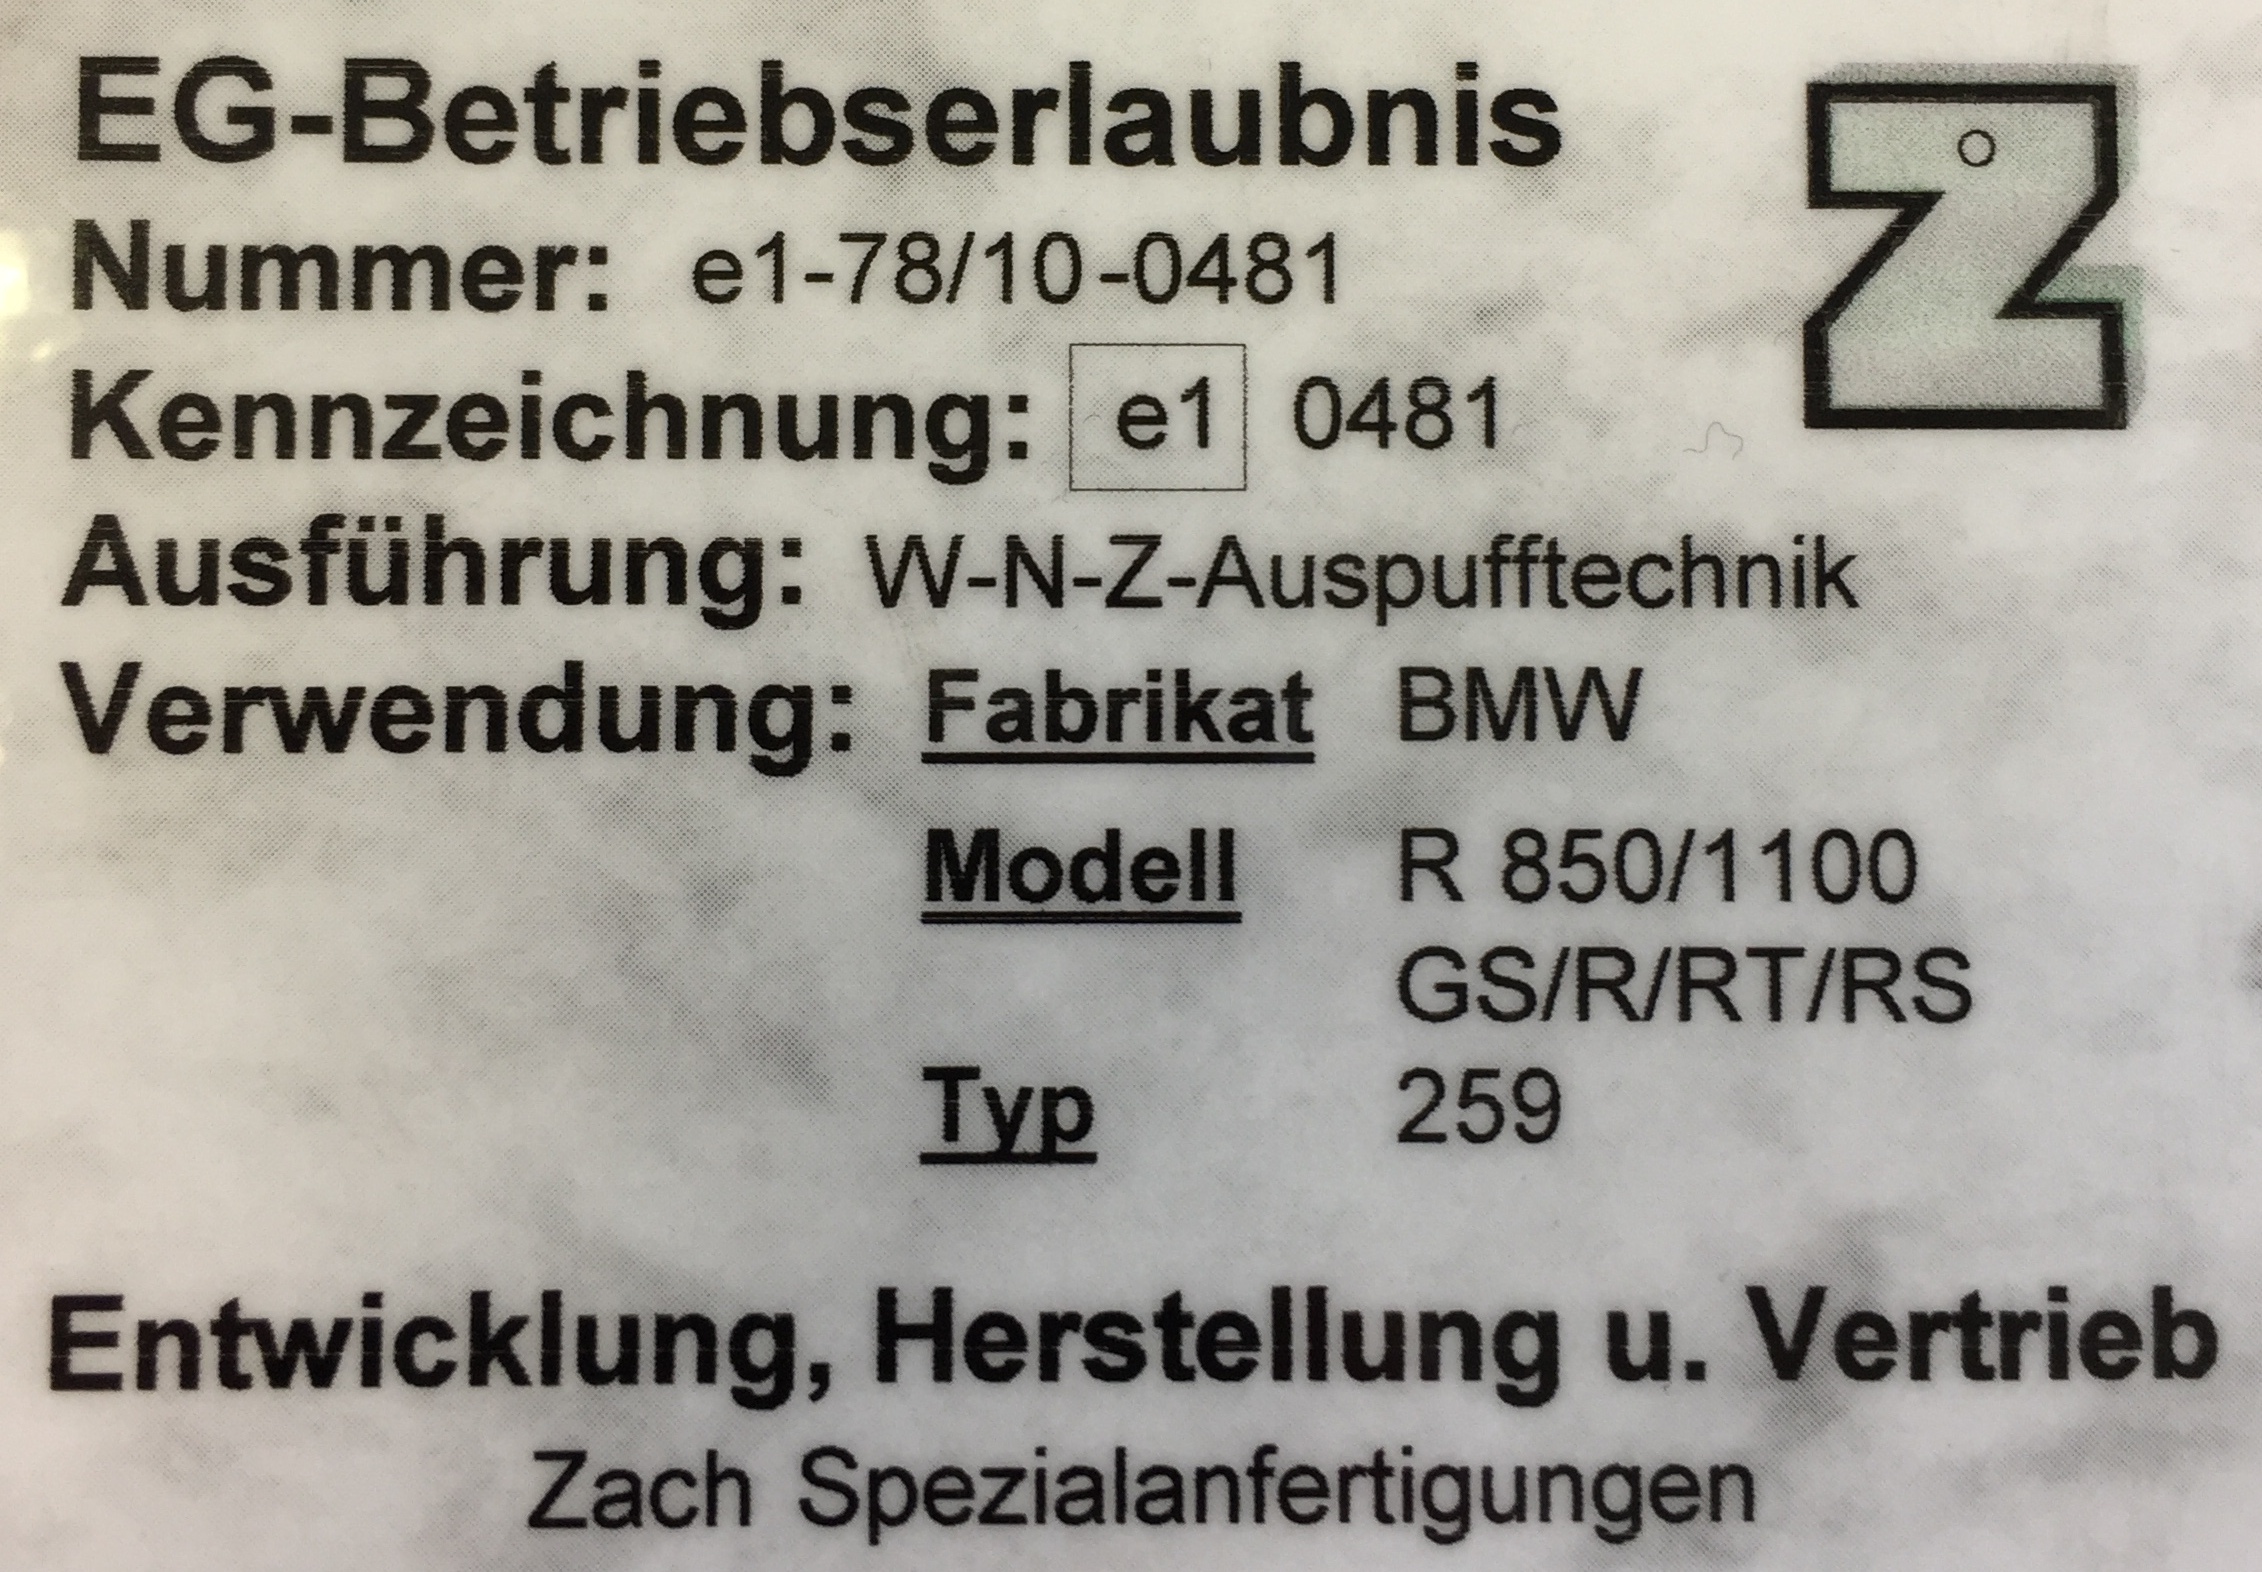 EG-Betriebserlaubnis
Z
Nummer: e1-78/10-0481
Kennzeichnung: e1 0481
Ausführung: W-N-Z-Auspufftechnik
Verwendung: Fabrikat BMW
Modell R 850/1100
GS/R/RT/RS
Typ 259
Entwicklung, Herstellung u. Vertrieb
Zach Spezialanfertigungen